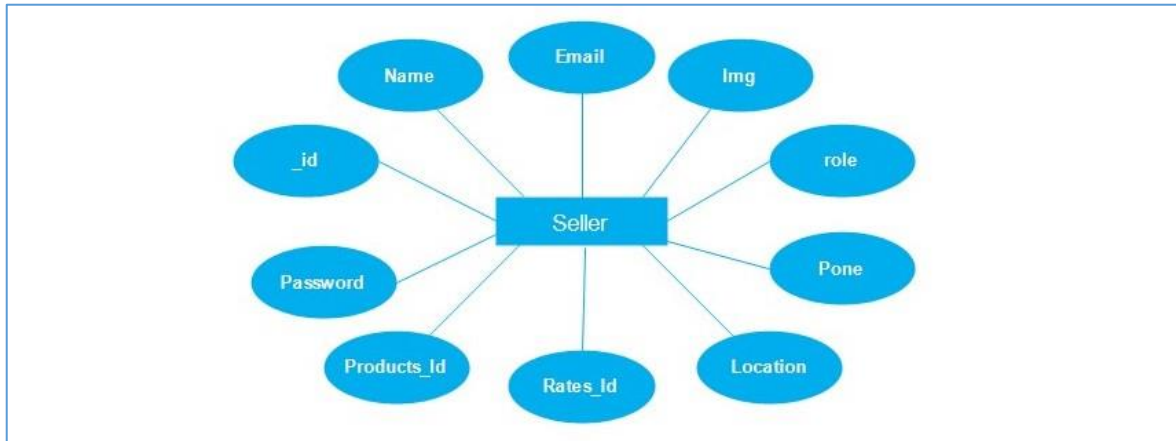 Email
Name
Img
_id
role
Seller
Password
Pone
Products_Id
Rates_Id
Location